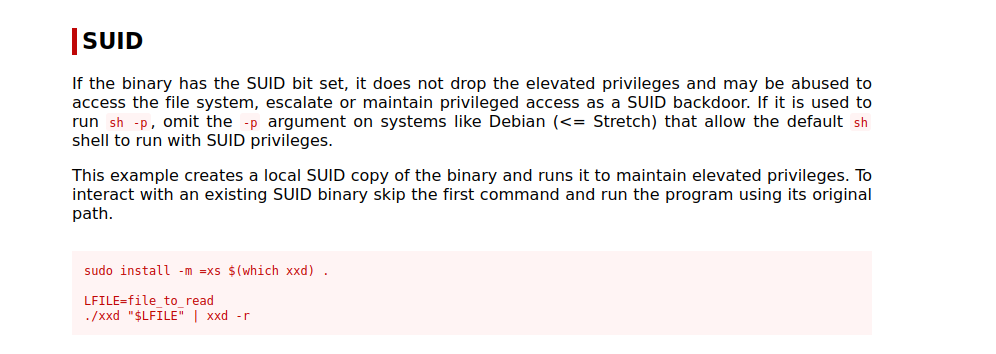 SUID
If the binary has the SUID bit set, it does not drop the elevated privileges and may be abused to
access the file system, escalate or maintain privileged access as a SUID backdoor. If it is used to
run sh -p, omit the -p argument on systems like Debian (<= Stretch) that allow the default sh
shell to run with SUID privileges.
This example creates a local SUID copy of the binary and runs it to maintain elevated privileges. To
interact with an existing SUID binary skip the first command and run the program using its original
path.
sudo install -m =xs $(which xxd) .
LFILE=file_to_read
./xxd "$LFILE" | xxd -r